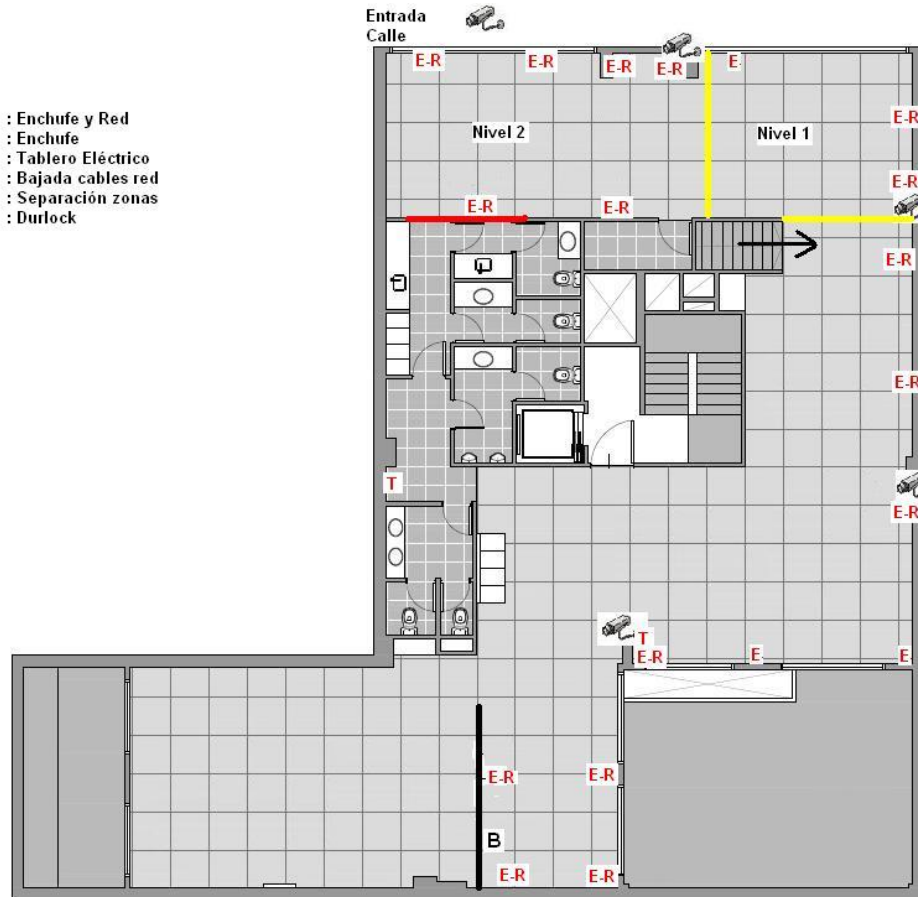 Entrada
Calle
E-R
E-R
E-R
E-R
E
: Enchufe y Red
: Enchufe
: Tablero Eléctrico
: Bajada cables red
: Separación zonas
: Durlock
Nivel 2
Nivel 1
E-R
E-R
E-R
E-R
E-R
E-R
T
E-R
T
E-R
E
E
E-R
E-R
B
E-R
E-R